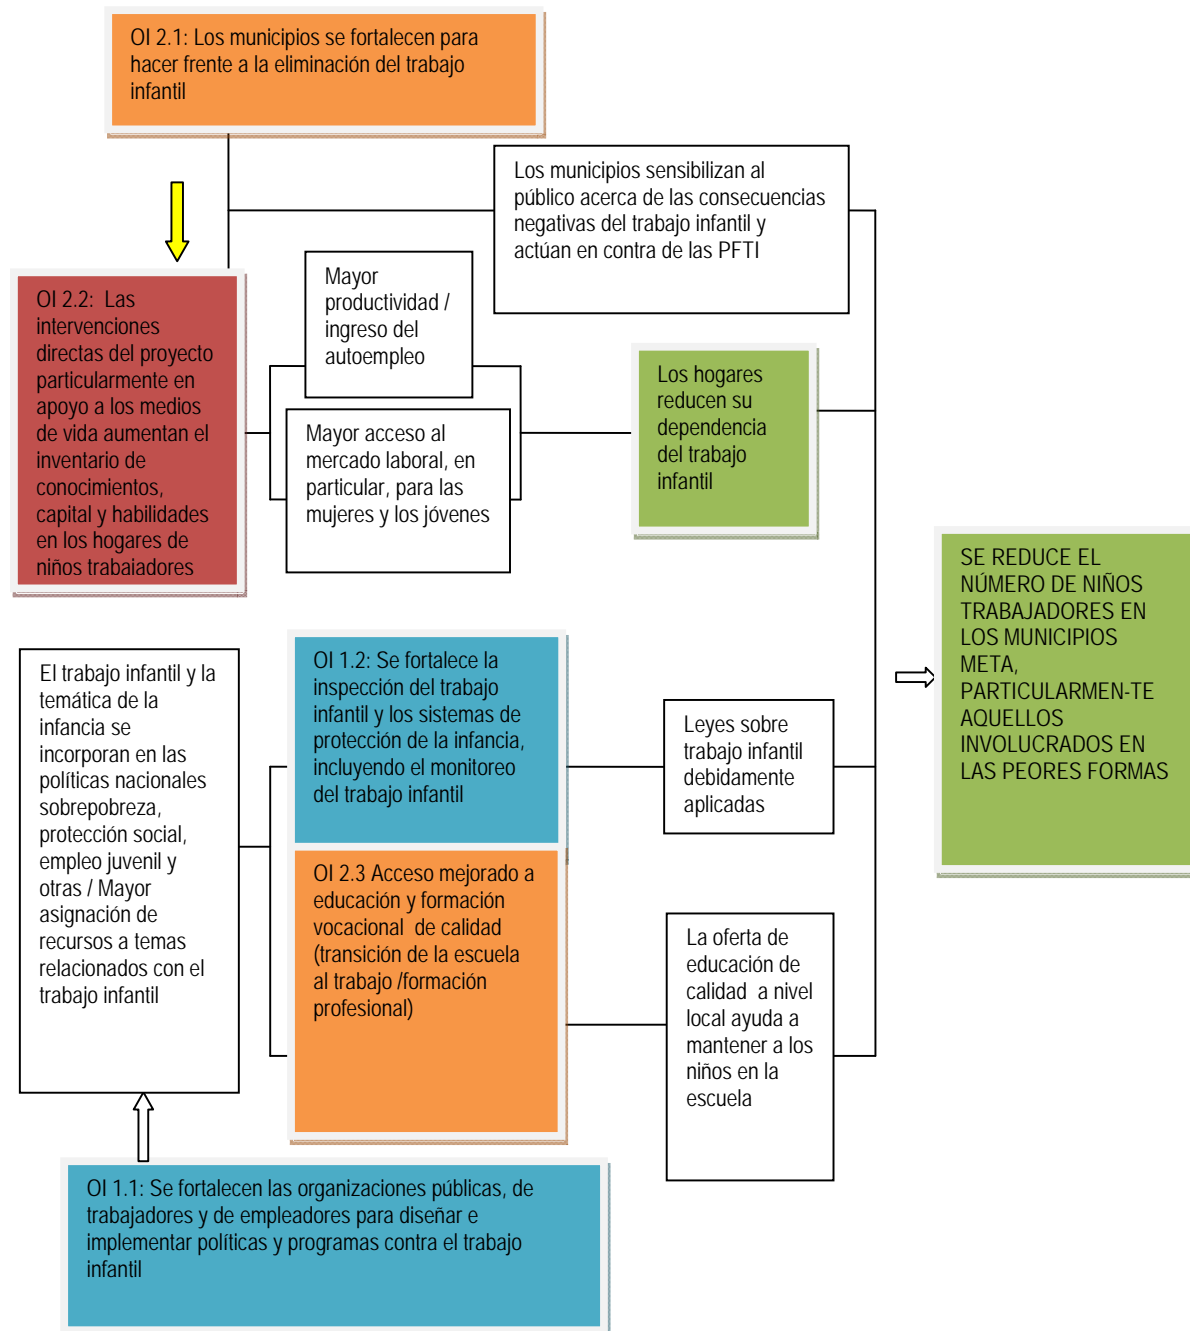 OI 2.1: Los municipios se fortalecen para
hacer frente a la eliminación del trabajo
infantil
Los municipios sensibilizan al
público acerca de las consecuencias
negativas del trabajo infantil y
actúan en contra de las PFTI
OI 2.2: Las
intervenciones
directas del proyecto
particularmente en
apoyo a los medios
de vida aumentan el
inventario de
conocimientos,
capital y habilidades
en los hogares de
niños trabajadores
Mayor
productividad /
ingreso del
autoempleo
Mayor acceso al
mercado laboral, en
particular, para las
mujeres y los jóvenes
Los hogares
reducen su
dependencia
del trabajo
infantil
SE REDUCE EL
NÚMERO DE NIÑOS
TRABAJADORES EN
LOS MUNICIPIOS
META,
PARTICULARMEN-TE
AQUELLOS
INVOLUCRADOS EN
LAS PEORES FORMAS
El trabajo infantil y la
temática de la
infancia se
incorporan en las
políticas nacionales
sobrepobreza,
protección social,
empleo juvenil y
otras / Mayor
asignación de
recursos a temas
relacionados con el
trabajo infantil
OI 1.2: Se fortalece la
inspección del trabajo
infantil y los sistemas de
protección de la infancia,
incluyendo el monitoreo
del trabajo infantil
Leyes sobre
trabajo infantil
debidamente
aplicadas
OI 2.3 Acceso mejorado a
educación y formación
vocacional de calidad
(transición de la escuela
al trabajo /formación
profesional)
La oferta de
educación de
calidad a nivel
local ayuda a
mantener a los
niños en la
escuela
OI 1.1: Se fortalecen las organizaciones públicas, de
trabajadores y de empleadores para diseñar e
implementar políticas y programas contra el trabajo
infantil